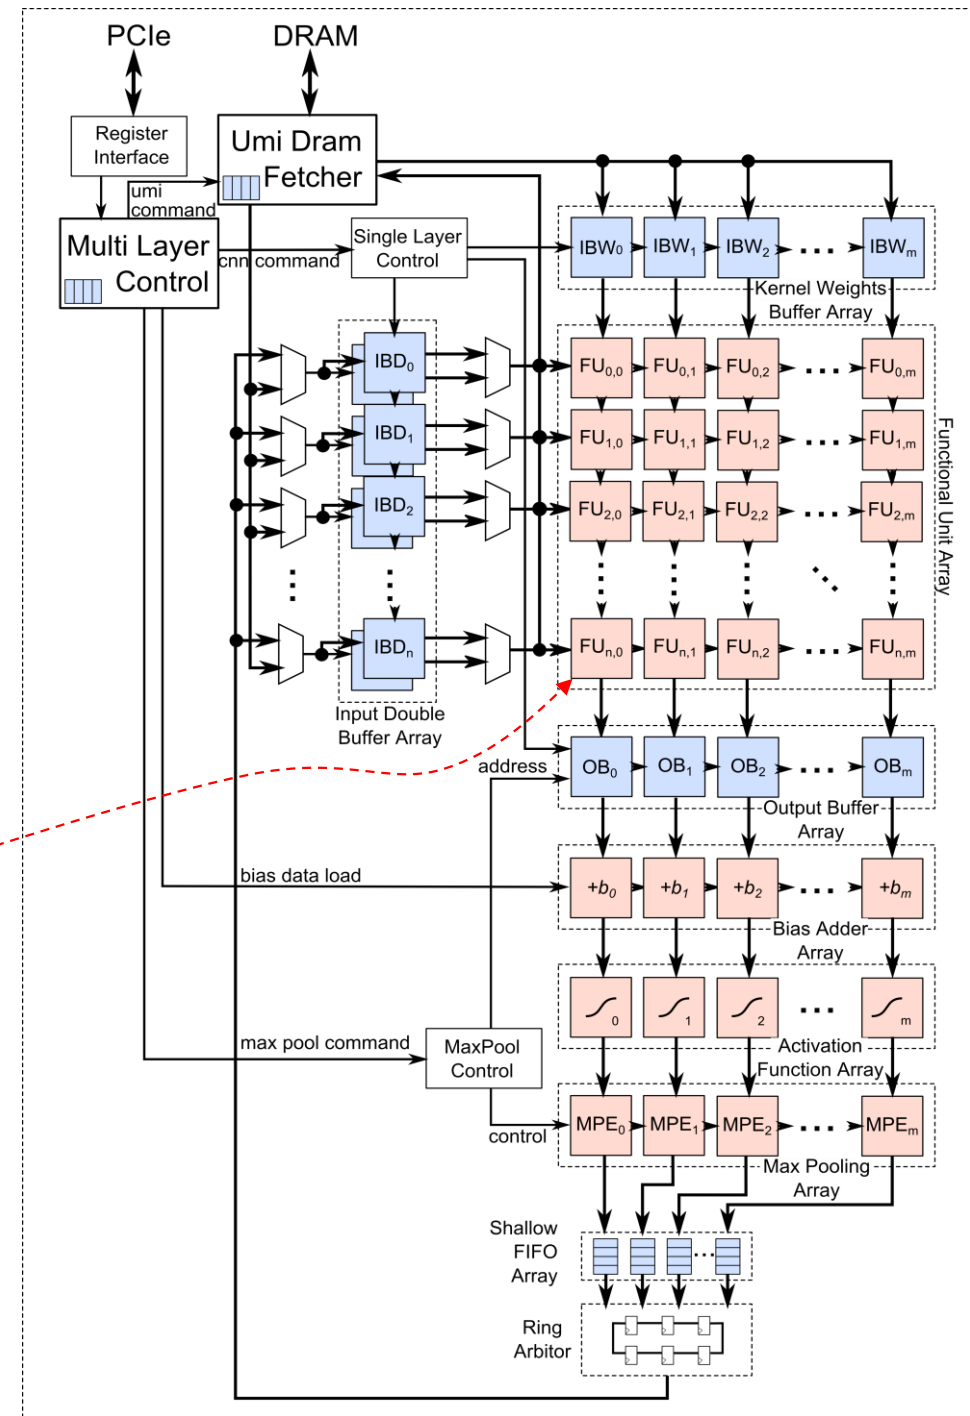 PCIe
DRAM
Register
Interface
Umi Dram
Fetcher
umi
command
Multi Layer
Control
cnn command
Single Layer
Control
IBW0
IBW1
IBW2
IBWm
Kernel Weights
Buffer Array
IBD0
IBD1
IBD2
IBDn
Input Double
Buffer Array
FU0,0
FU0,1
FU0,2
FU0,m
FU1,0
FU1,1
FU1,2
FU1,m
FU2,0
FU2,1
FU2,2
FU2,m
FUn,0
FUn,1
FUn,2
FUn,m
Functional Unit Array
address
OB0
OB1
OB2
OBm
Output Buffer
Array
bias data load
+b0
+b1
+b2
+bm
Bias Adder
Array
0
1
2
m
Activation
Function Array
max pool command
MaxPool
Control
control
MPE0
MPE1
MPE2
MPEm
Max Pooling
Array
Shallow
FIFO
Array
Ring
Arbitor